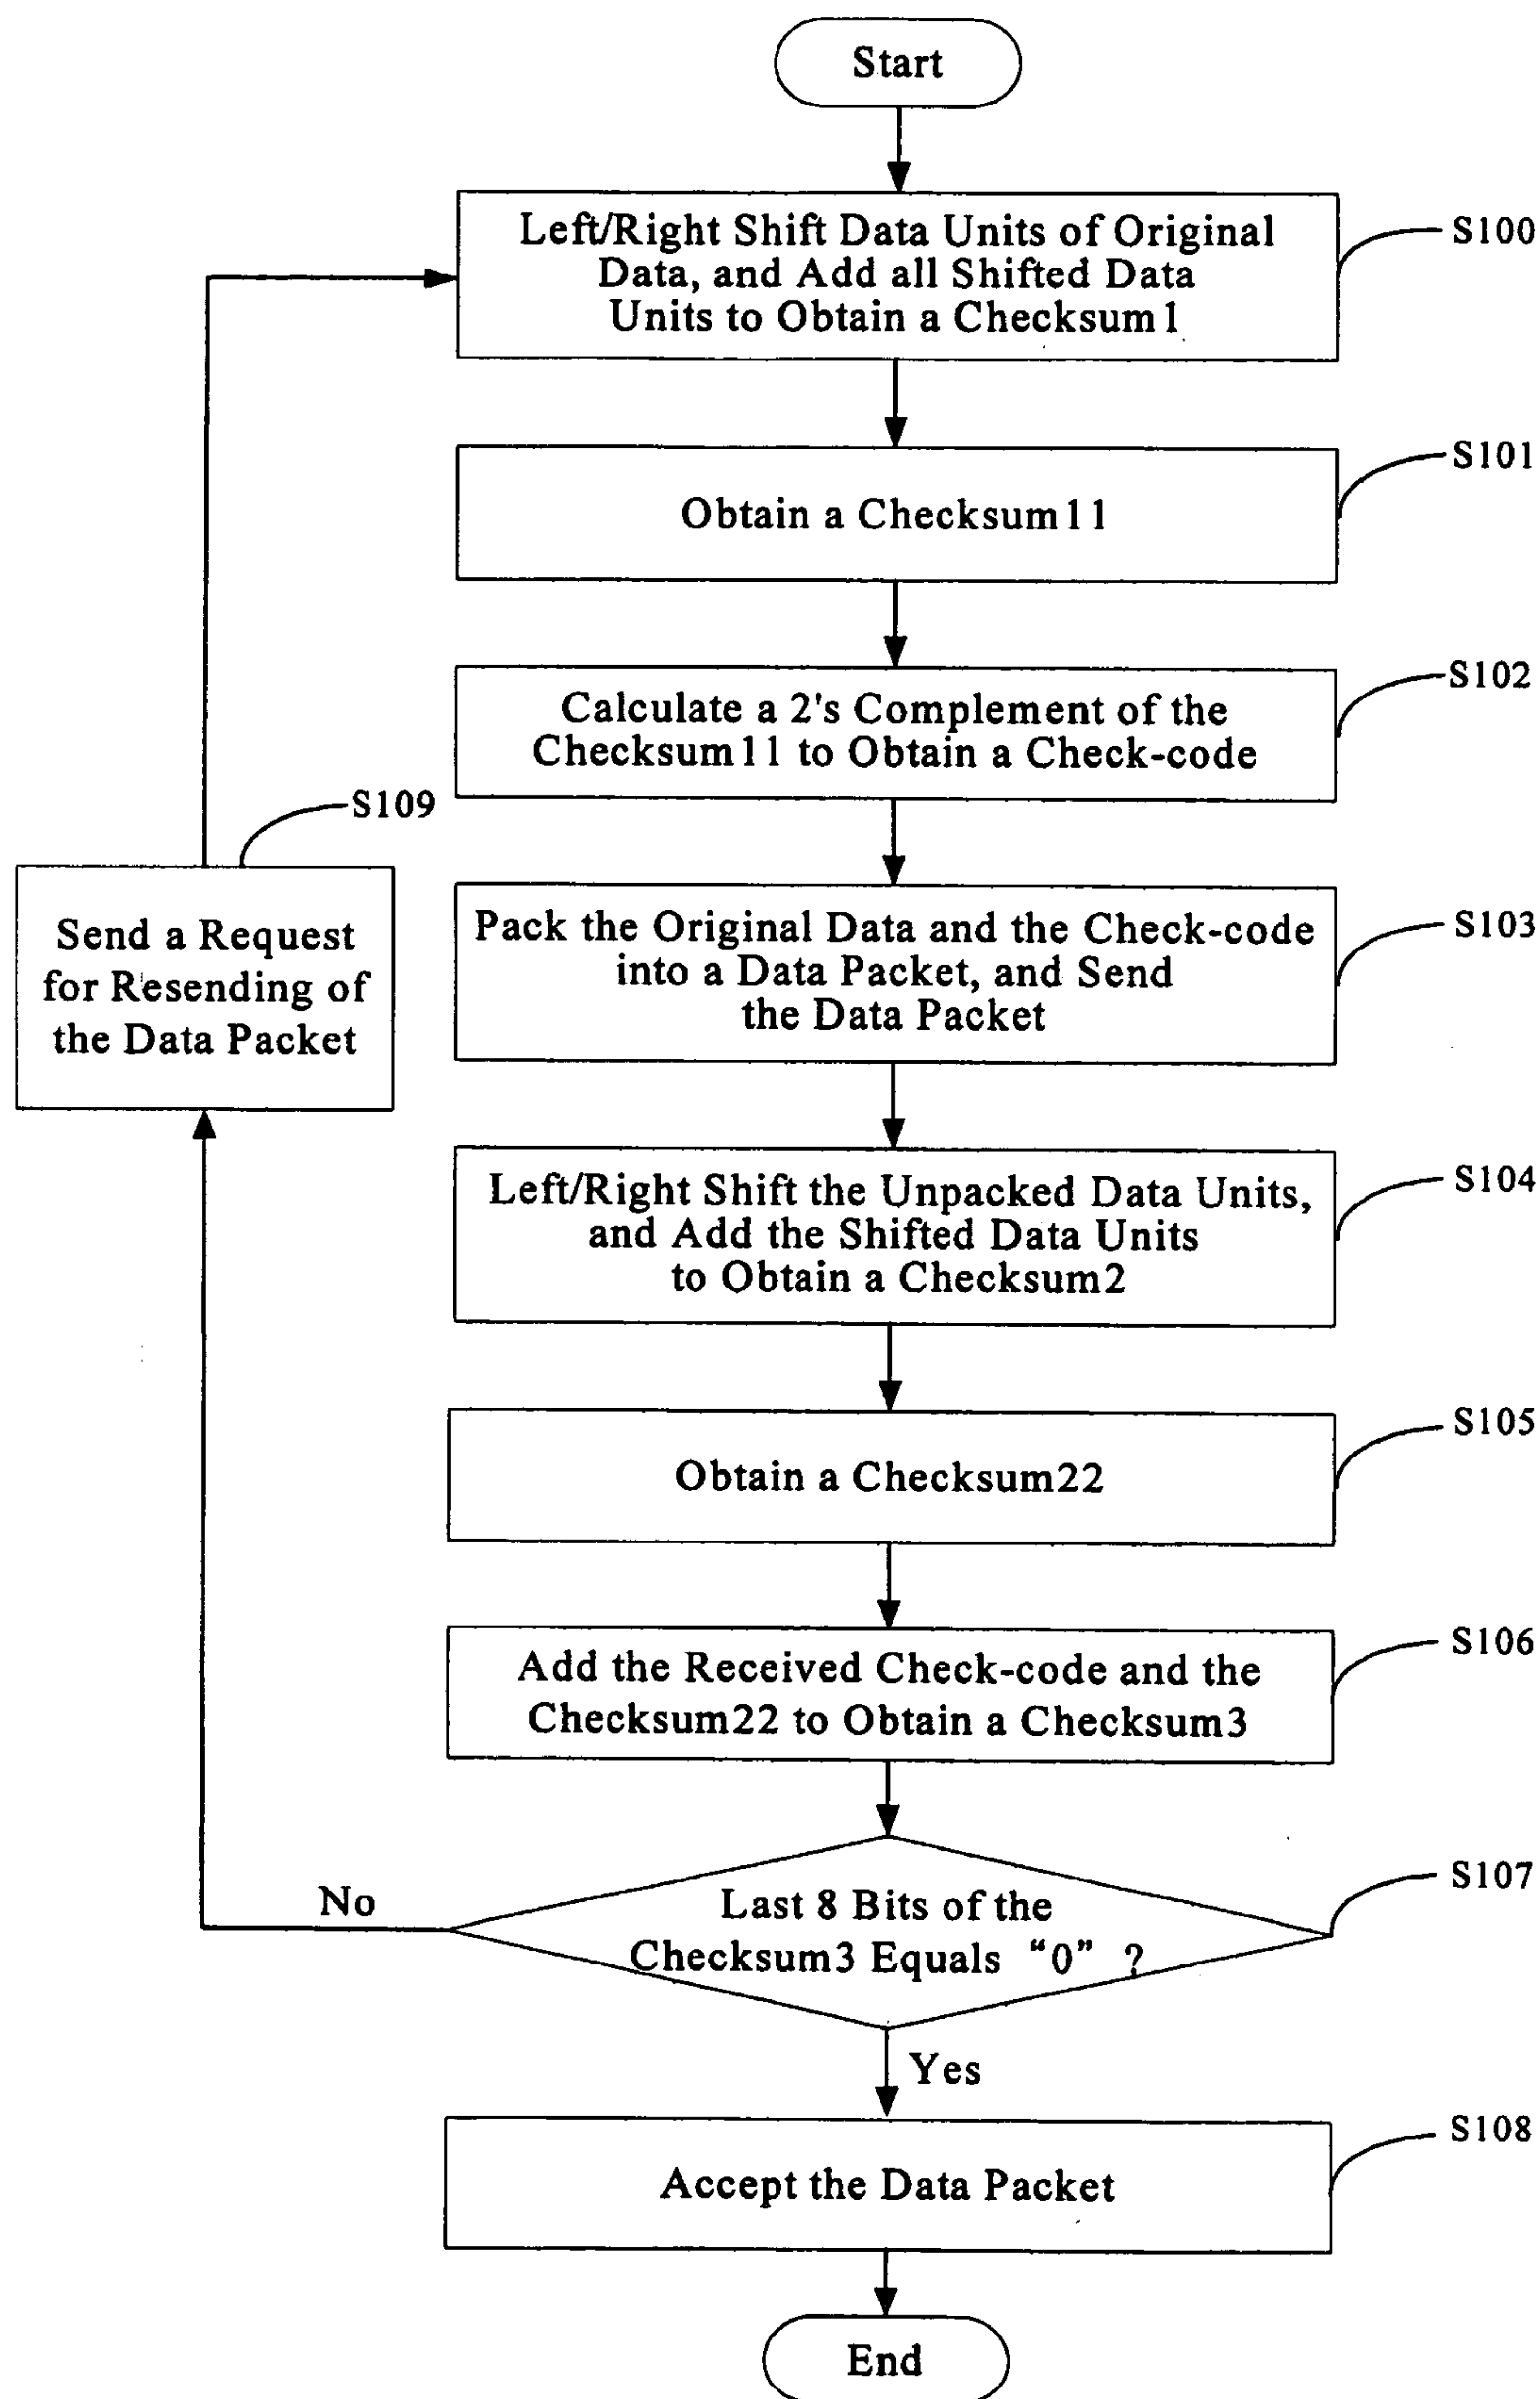 Start
Left/Right Shift Data Units of Original
Data, and Add all Shifted Data
Units to Obtain a Checksum1
S100
Obtain a Checksum11
S101
Calculate a 2's Complement of the
Checksum11 to Obtain a Check-code
S102
S109
Send a Request
for Resending of
the Data Packet
Pack the Original Data and the Check-code
into a Data Packet, and Send
the Data Packet
S103
Left/Right Shift the Unpacked Data Units,
and Add the Shifted Data Units
to Obtain a Checksum2
S104
Obtain a Checksum22
S105
Add the Received Check-code and the
Checksum22 to Obtain a Checksum3
S106
Last 8 Bits of the
Checksum3 Equals “0” ?
S107
No
Yes
Accept the Data Packet
S108
End